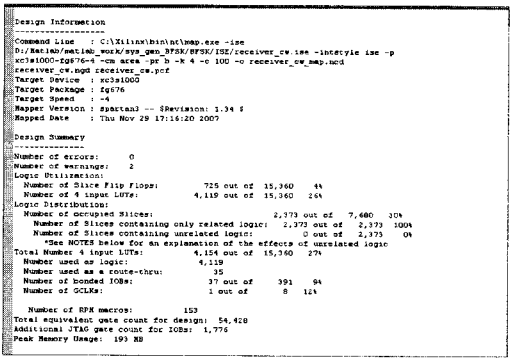 Design Information
------------------
Command Line : C:\Xilinx\bin\nt\map.exe -ise
D:/Matlab/matlab_work/sys_gen_BFSK/BFSK/ISE/receiver_cw.ise -intstyle ise -p
xc3s1000-fg676-4 -cm area -pr b -k 4 -c 100 -o receiver_cw_map.ncd
receiver_cw.ngd receiver_cw.pcf
Target Device : xc3s1000
Target Package : fg676
Target Speed : -4
Mapper Version : spartan3 -- $Revision: 1.34 $
Mapped Date : Thu Nov 29 17:16:20 2007
Design Summary
--------------
Number of errors: 0
Number of warnings: 2
Logic Utilization:
Number of Slice Flip Flops: 725 out of 15,360 4%
Number of 4 input LUTs: 4,119 out of 15,360 26%
Logic Distribution:
Number of occupied Slices: 2,373 out of 7,680 30%
Number of Slices containing only related logic: 2,373 out of 2,373 100%
Number of Slices containing unrelated logic: 0 out of 2,373 0%
*See NOTES below for an explanation of the effects of unrelated logic
Total Number 4 input LUTs: 4,154 out of 15,360 27%
Number used as logic: 4,119
Number used as a route-thru: 35
Number of bonded IOBs: 37 out of 391 9%
Number of GCLKs: 1 out of 8 12%
Number of RPM macros: 153
Total equivalent gate count for design: 54,428
Additional JTAG gate count for IOBs: 1,776
Peak Memory Usage: 193 MB